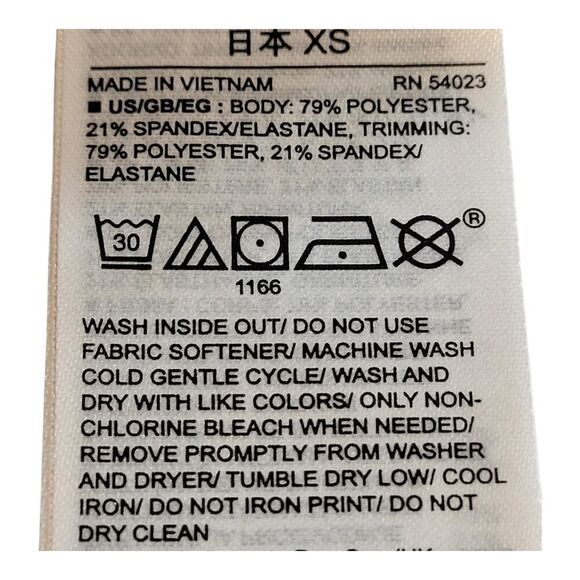 日本 XS
MADE IN VIETNAM RN 54023
■ US/GB/EG : BODY: 79% POLYESTER,
21% SPANDEX/ELASTANE, TRIMMING:
79% POLYESTER, 21% SPANDEX/
ELASTANE
30 ®
1166
WASH INSIDE OUT/ DO NOT USE
FABRIC SOFTENER/ MACHINE WASH
COLD GENTLE CYCLE/ WASH AND
DRY WITH LIKE COLORS/ ONLY NON-
CHLORINE BLEACH WHEN NEEDED/
REMOVE PROMPTLY FROM WASHER
AND DRYER/ TUMBLE DRY LOW/ COOL
IRON/ DO NOT IRON PRINT/ DO NOT
DRY CLEAN